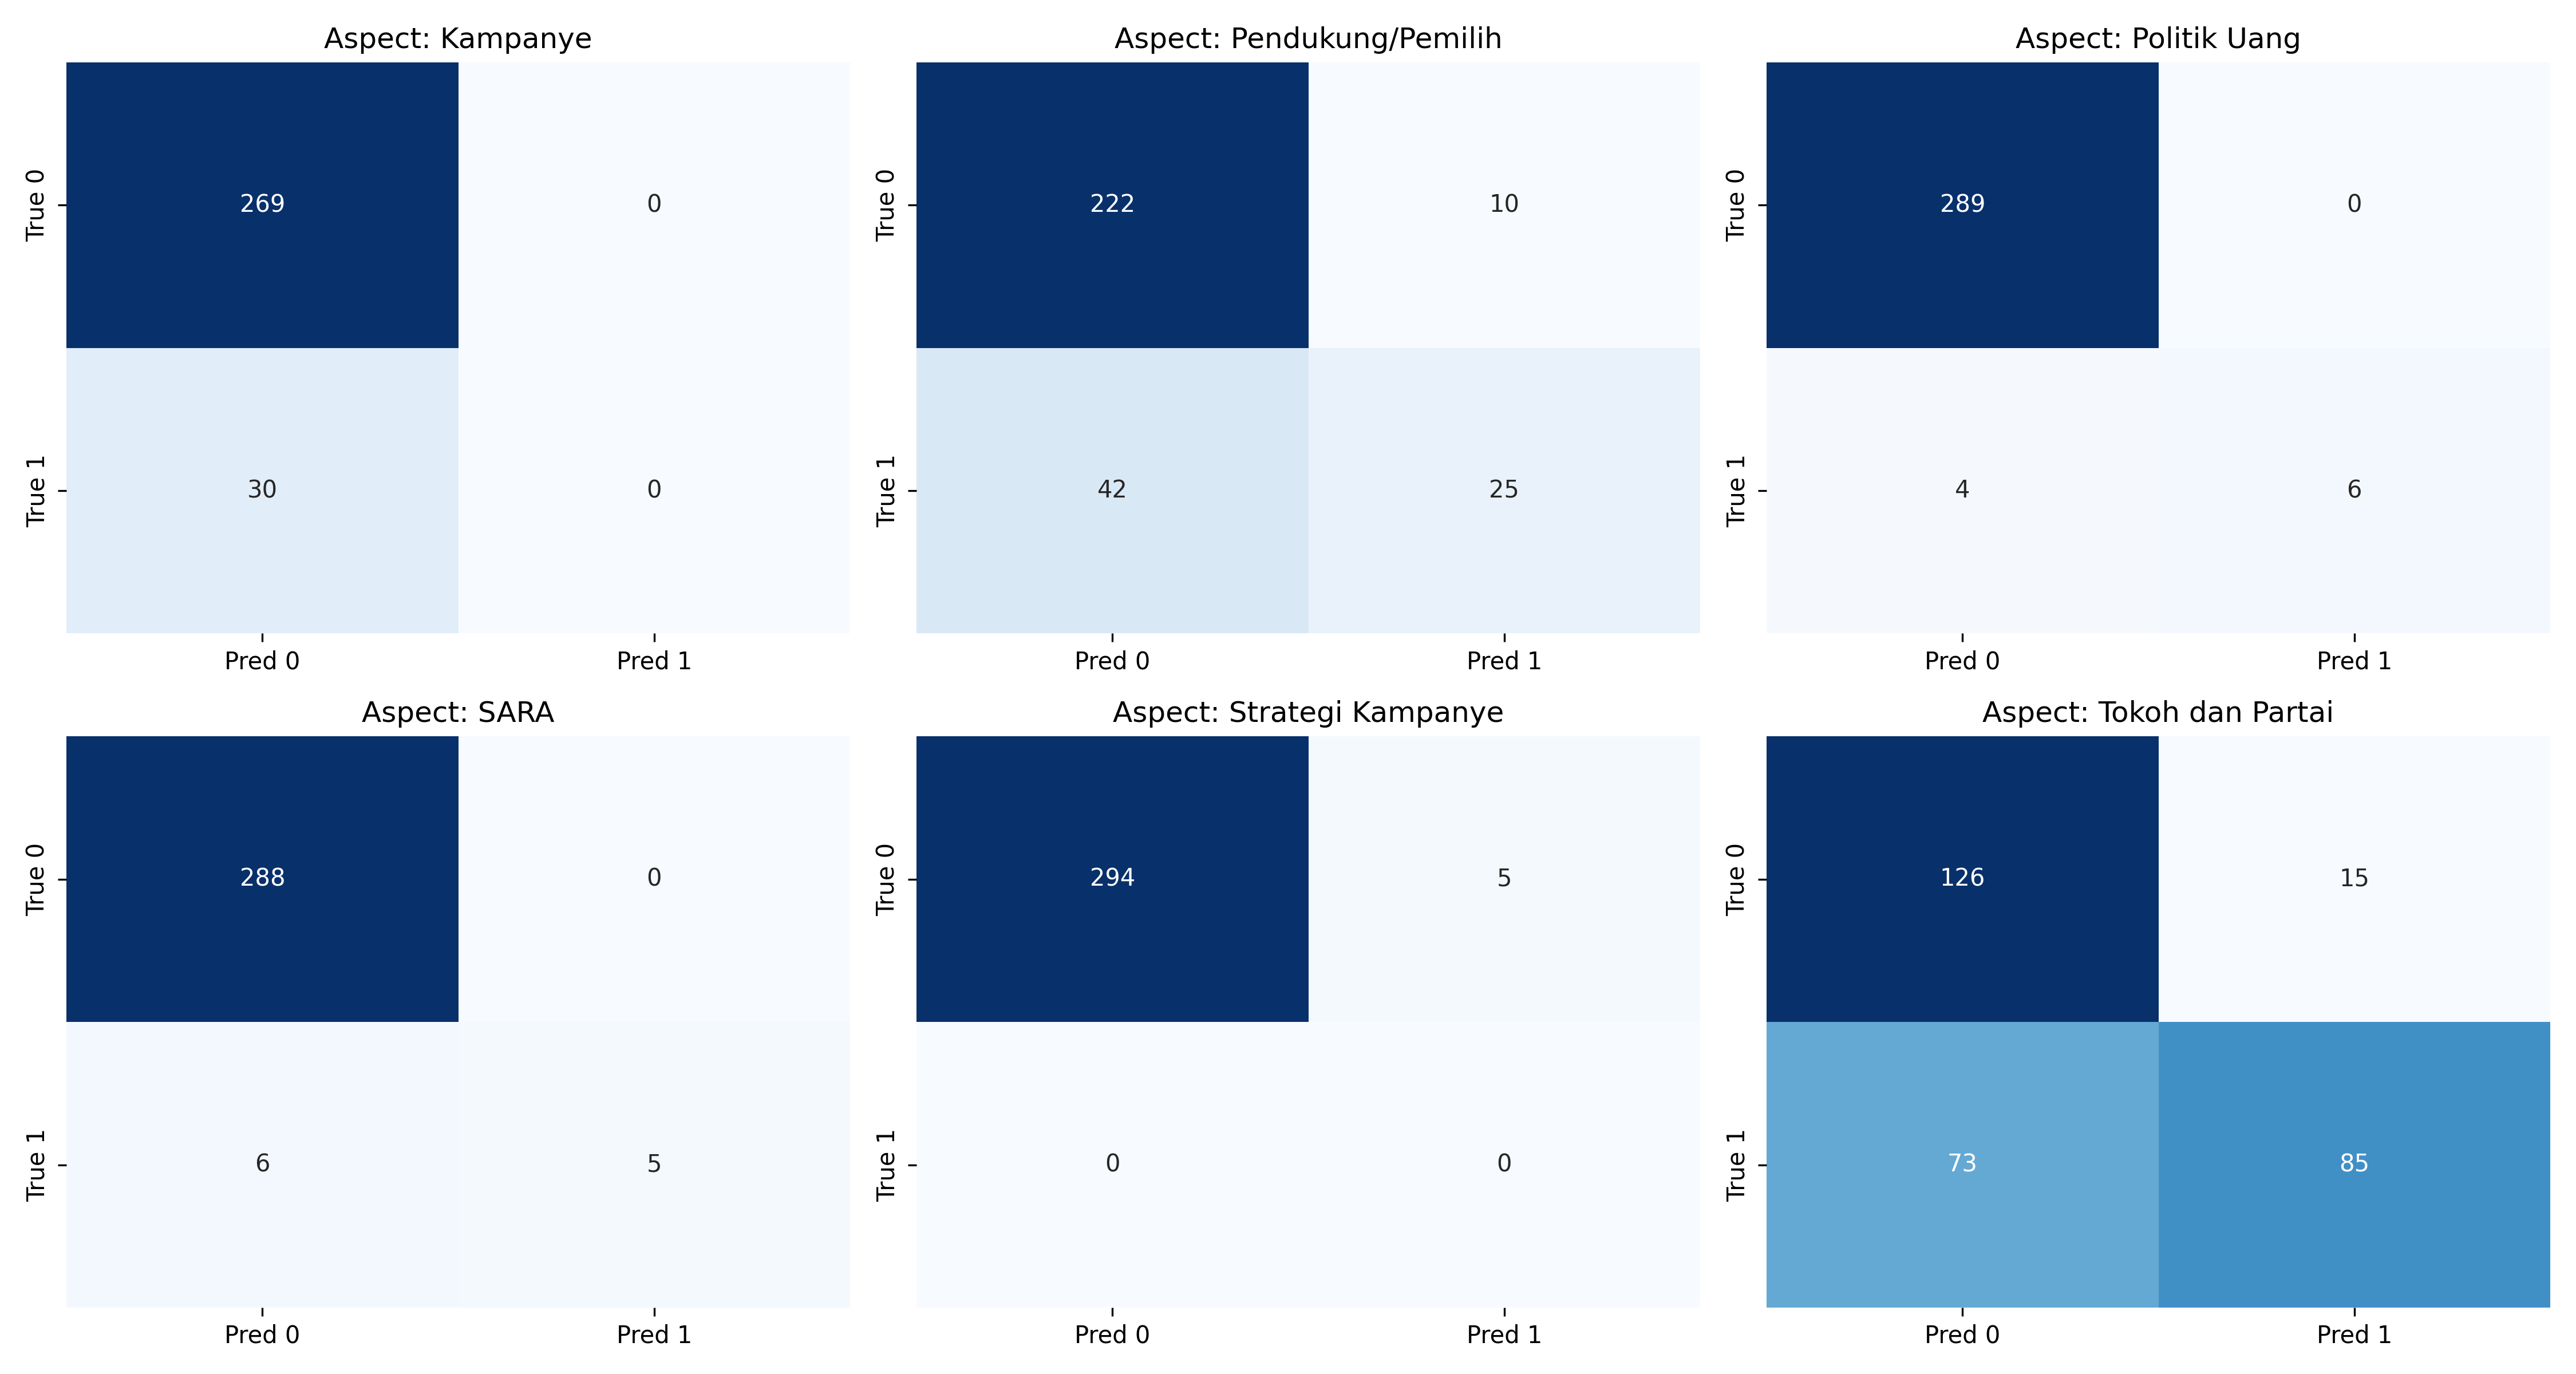 Aspect: Kampanye
True 0
269
0
True 1
30
0
Pred 0
Pred 1
Aspect: Pendukung/Pemilih
True 0
222
10
True 1
42
25
Pred 0
Pred 1
Aspect: Politik Uang
True 0
289
0
True 1
4
6
Pred 0
Pred 1
Aspect: SARA
True 0
288
0
True 1
6
5
Pred 0
Pred 1
Aspect: Strategi Kampanye
True 0
294
5
True 1
0
0
Pred 0
Pred 1
Aspect: Tokoh dan Partai
True 0
126
15
True 1
73
85
Pred 0
Pred 1